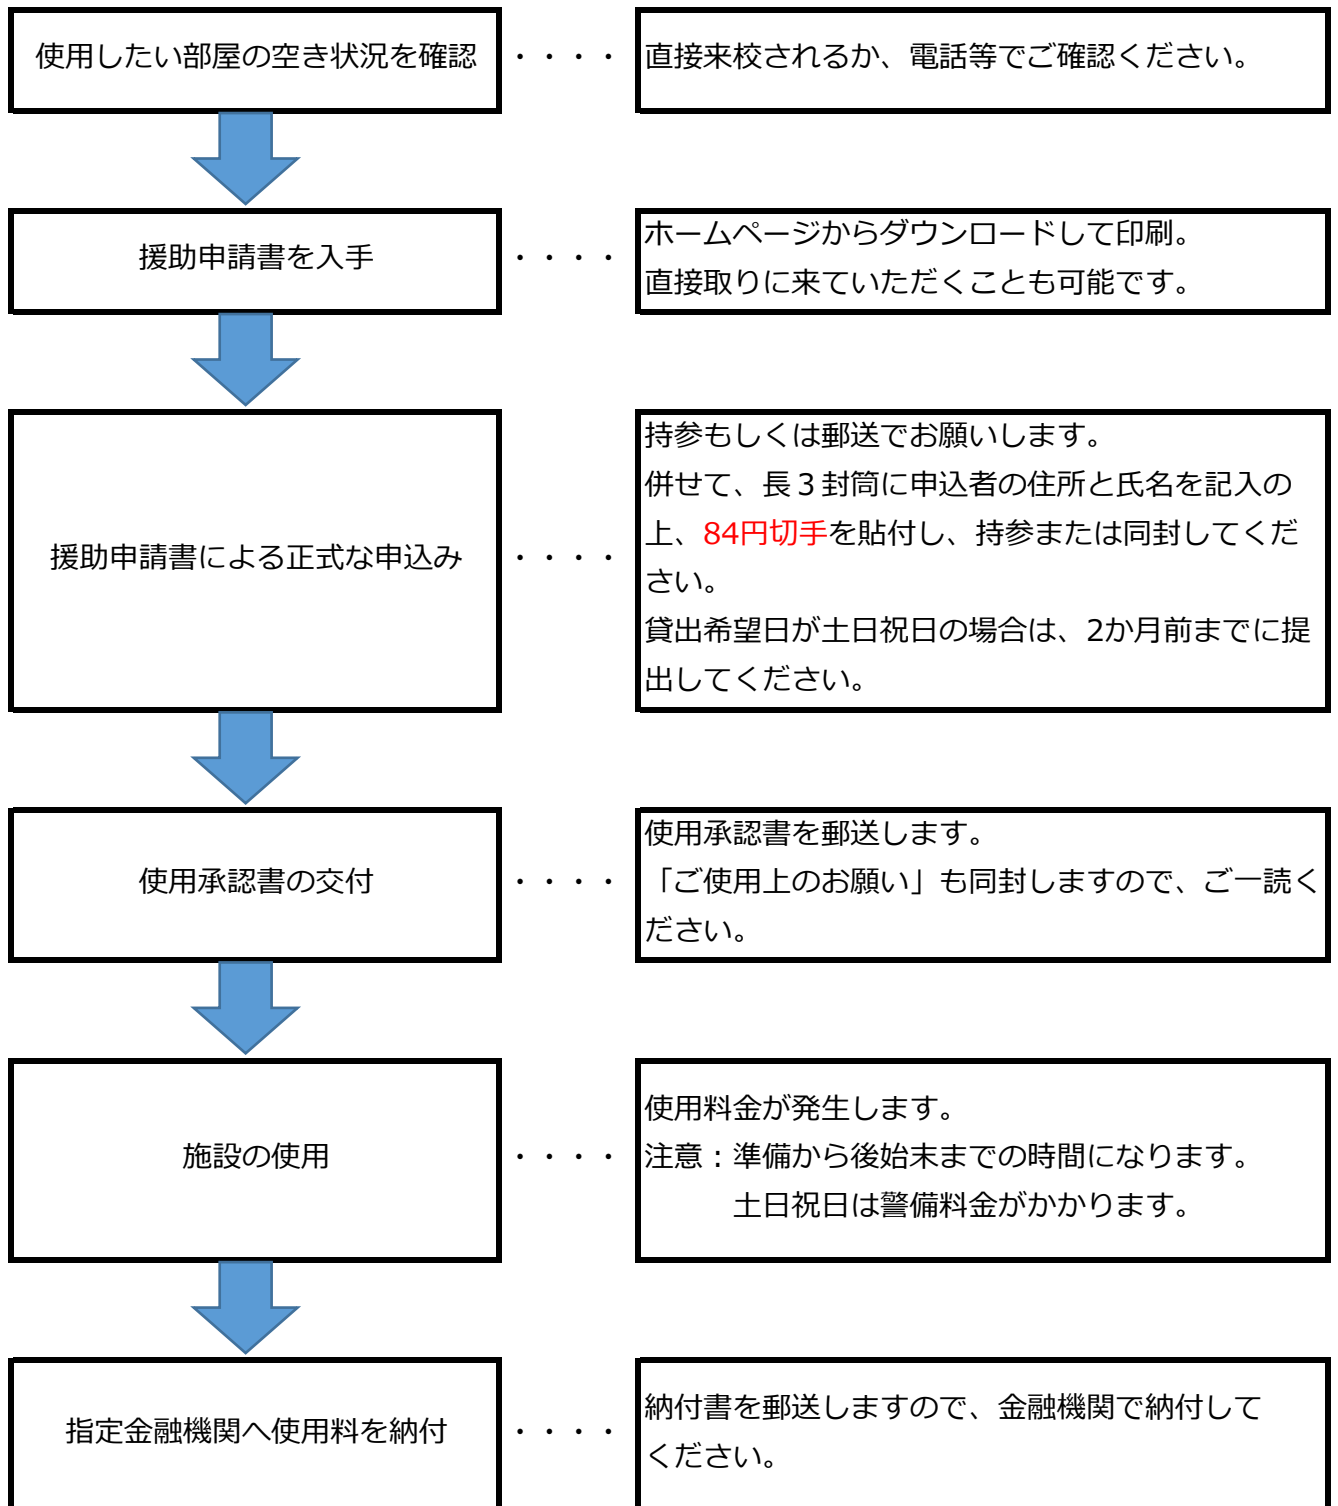 使用したい部屋の空き状況を確認
・・・・
直接来校されるか、電話等でご確認ください。
援助申請書を入手
・・・・
ホームページからダウンロードして印刷。
直接取りに来ていただくことも可能です。
援助申請書による正式な申込み
・・・・
持参もしくは郵送でお願いします。
併せて、長３封筒に申込者の住所と氏名を記入の
上、84円切手を貼付し、持参または同封してくだ
さい。
貸出希望日が土日祝日の場合は、2か月前までに提
出してください。
使用承認書の交付
・・・・
使用承認書を郵送します。
「ご使用上のお願い」も同封しますので、ご一読く
ださい。
施設の使用
・・・・
使用料金が発生します。
注意：準備から後始末までの時間になります。
土日祝日は警備料金がかかります。
指定金融機関へ使用料を納付
・・・・
納付書を郵送しますので、金融機関で納付して
ください。